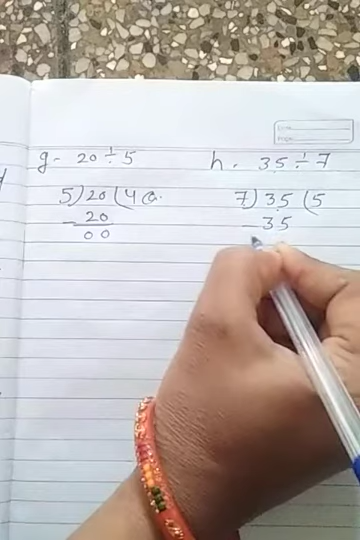 g- 20 ÷ 5
5)20(4 Q.
- 20
00
h. 35 ÷ 7
7)35(5
- 35